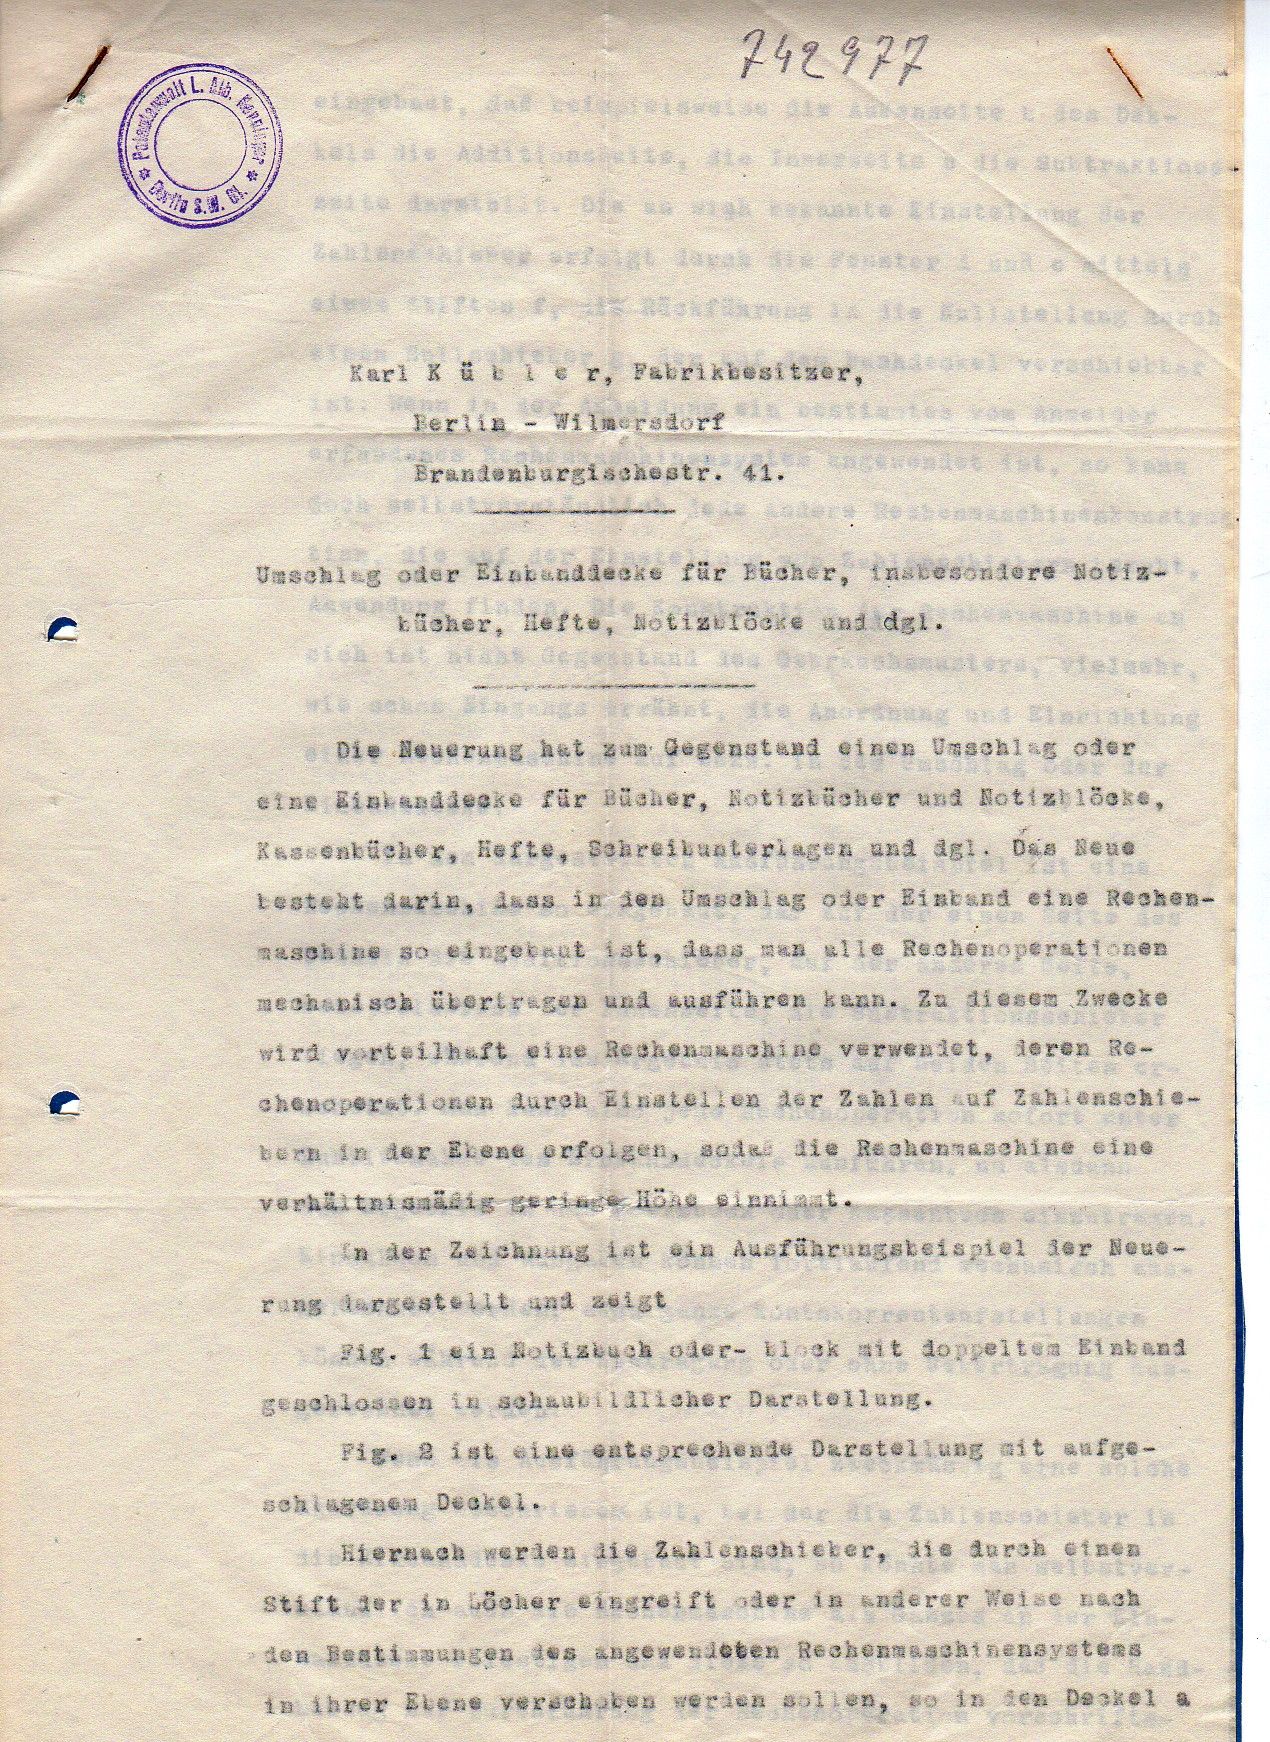 742977
Patentanwalt L. Alb.
Berlin S.W. 61.
Karl K ü b l e r, Fabrikbesitzer,
Berlin - Wilmersdorf
Brandenburgischestr. 41.
Umschlag oder Einbanddecke für Bücher, insbesondere Notiz-
bücher, Hefte, Notizblöcke und dgl.
Die Neuerung hat zum Gegenstand einen Umschlag oder
eine Einbanddecke für Bücher, Notizbücher und Notizblöcke,
Kassenbücher, Hefte, Schreibunterlagen und dgl. Das Neue
besteht darin, dass in den Umschlag oder Einband eine Rechen-
maschine so eingebaut ist, dass man alle Rechenoperationen
mechanisch übertragen und ausführen kann. Zu diesem Zwecke
wird vorteilhaft eine Rechenmaschine verwendet, deren Re-
chenoperationen durch Einstellen der Zahlen auf Zahlenschie-
bern in der Ebene erfolgen, sodaß die Rechenmaschine eine
verhältnismäßig geringe Höhe einnimmt.
In der Zeichnung ist ein Ausführungsbeispiel der Neue-
rung dargestellt und zeigt
Fig. 1 ein Notizbuch oder- block mit doppeltem Einband
geschlossen in schaubildlicher Darstellung.
Fig. 2 ist eine entsprechende Darstellung mit aufge-
schlagenem Deckel.
Hiernach werden die Zahlenschieber, die durch einen
Stift der in Löcher eingreift oder in anderer Weise nach
den Bestimmungen des angewendeten Rechenmaschinensystems
in ihrer Ebene verschoben werden sollen, so in den Deckel a